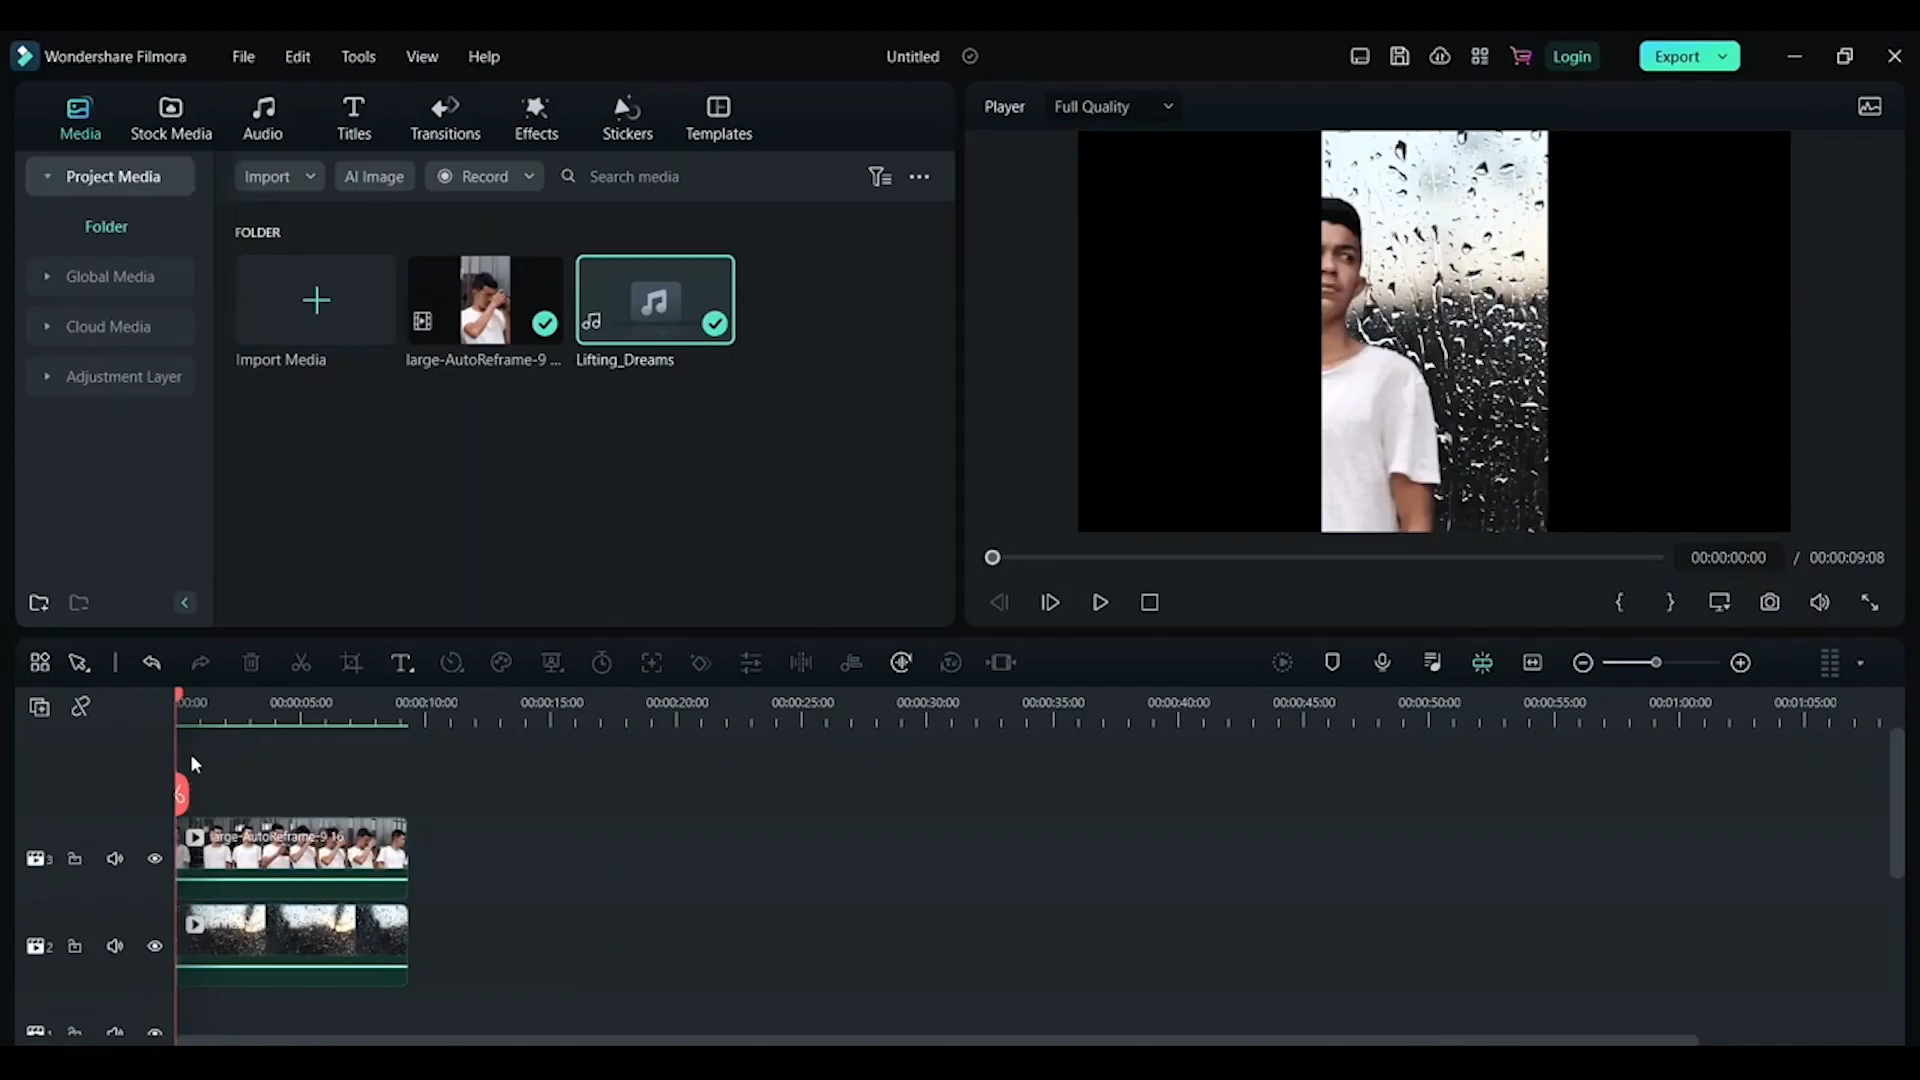 Wondershare Filmora
File Edit Tools View Help
Untitled
Login
Export
Media
Stock Media
Audio
Titles
Transitions
Effects
Stickers
Templates
Player
Full Quality
Project Media
Folder
Global Media
Cloud Media
Adjustment Layer
Import
AI Image
Record
Search media
FOLDER
Import Media
large-AutoReframe-9 ...
Lifting_Dreams
00:00:00:00 / 00:00:09:08
00:00 00:00:05:00 00:00:10:00 00:00:15:00 00:00:20:00 00:00:25:00 00:00:30:00 00:00:35:00 00:00:40:00 00:00:45:00 00:00:50:00 00:00:55:00 00:01:00:00 00:01:05:00
large-AutoReframe-9 16
3
2